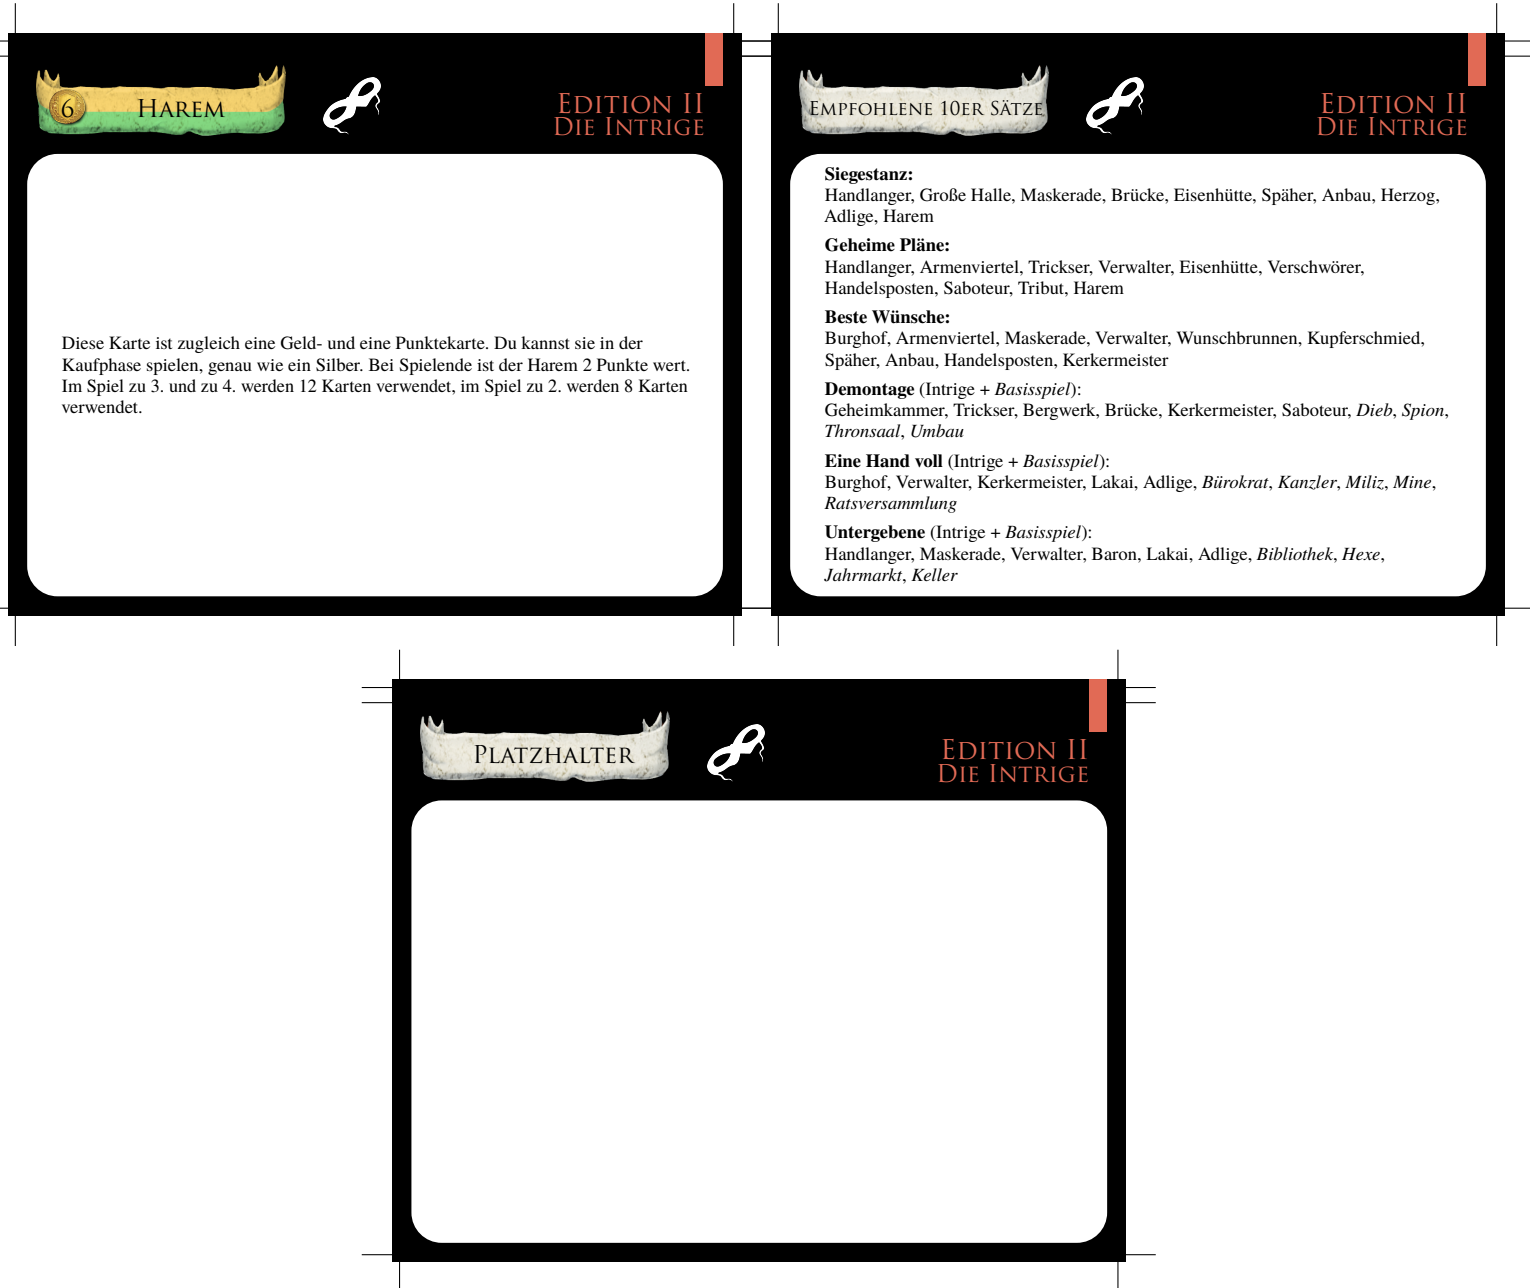 6
HAREM
EDITION II
DIE INTRIGE
Diese Karte ist zugleich eine Geld- und eine Punktekarte. Du kannst sie in der
Kaufphase spielen, genau wie ein Silber. Bei Spielende ist der Harem 2 Punkte wert.
Im Spiel zu 3. und zu 4. werden 12 Karten verwendet, im Spiel zu 2. werden 8 Karten
verwendet.
EMPFOHLENE 10ER SÄTZE
EDITION II
DIE INTRIGE
Siegestanz:
Handlanger, Große Halle, Maskerade, Brücke, Eisenhütte, Späher, Anbau, Herzog,
Adlige, Harem
Geheime Pläne:
Handlanger, Armenviertel, Trickser, Verwalter, Eisenhütte, Verschwörer,
Handelsposten, Saboteur, Tribut, Harem
Beste Wünsche:
Burghof, Armenviertel, Maskerade, Verwalter, Wunschbrunnen, Kupferschmied,
Späher, Anbau, Handelsposten, Kerkermeister
Demontage (Intrige + Basisspiel):
Geheimkammer, Trickser, Bergwerk, Brücke, Kerkermeister, Saboteur, Dieb, Spion,
Thronsaal, Umbau
Eine Hand voll (Intrige + Basisspiel):
Burghof, Verwalter, Kerkermeister, Lakai, Adlige, Bürokrat, Kanzler, Miliz, Mine,
Ratsversammlung
Untergebene (Intrige + Basisspiel):
Handlanger, Maskerade, Verwalter, Baron, Lakai, Adlige, Bibliothek, Hexe,
Jahrmarkt, Keller
PLATZHALTER
EDITION II
DIE INTRIGE